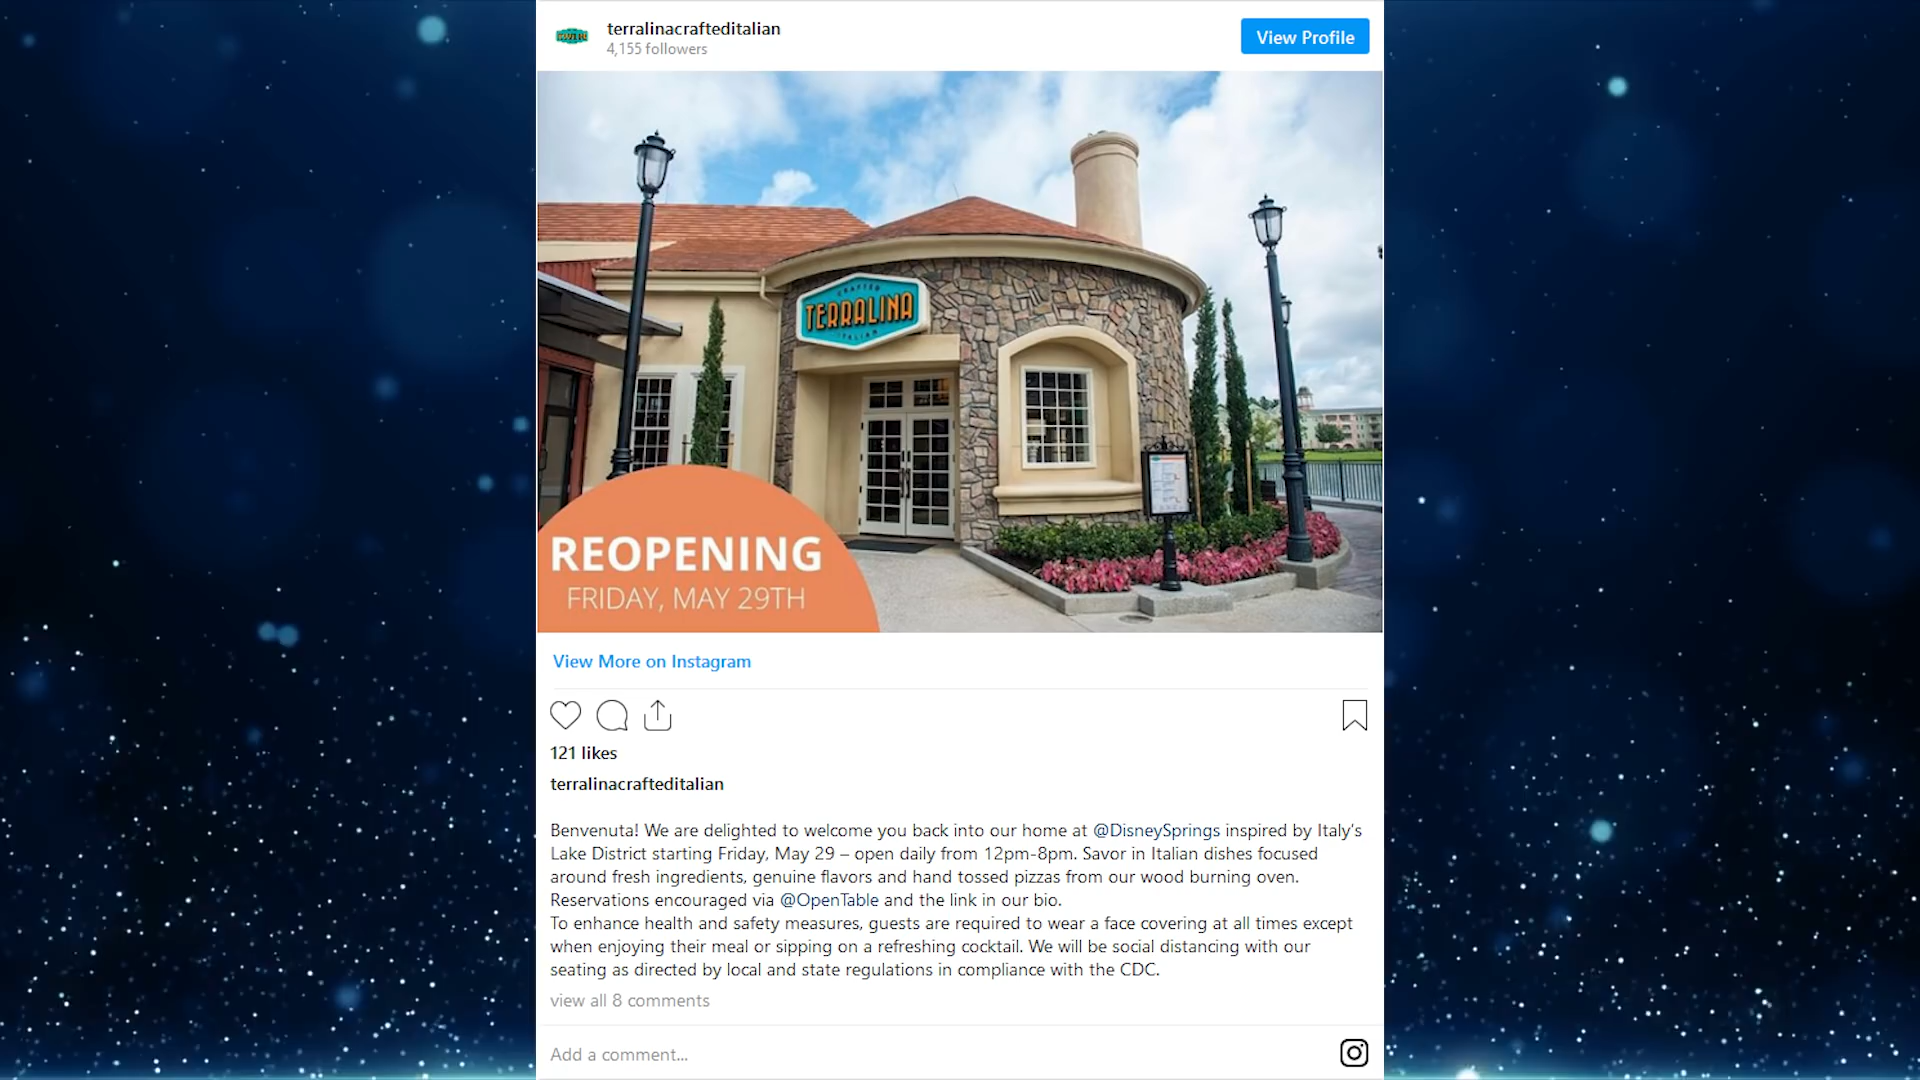 terralinacrafteditalian
4,155 followers
View Profile
CRAFTED
TERRALINA
ITALIAN
REOPENING
FRIDAY, MAY 29TH
View More on Instagram
121 likes
terralinacrafteditalian
Benvenuta! We are delighted to welcome you back into our home at @DisneySprings inspired by Italy's
Lake District starting Friday, May 29 – open daily from 12pm-8pm. Savor in Italian dishes focused
around fresh ingredients, genuine flavors and hand tossed pizzas from our wood burning oven.
Reservations encouraged via @OpenTable and the link in our bio.
To enhance health and safety measures, guests are required to wear a face covering at all times except
when enjoying their meal or sipping on a refreshing cocktail. We will be social distancing with our
seating as directed by local and state regulations in compliance with the CDC.
view all 8 comments
Add a comment...